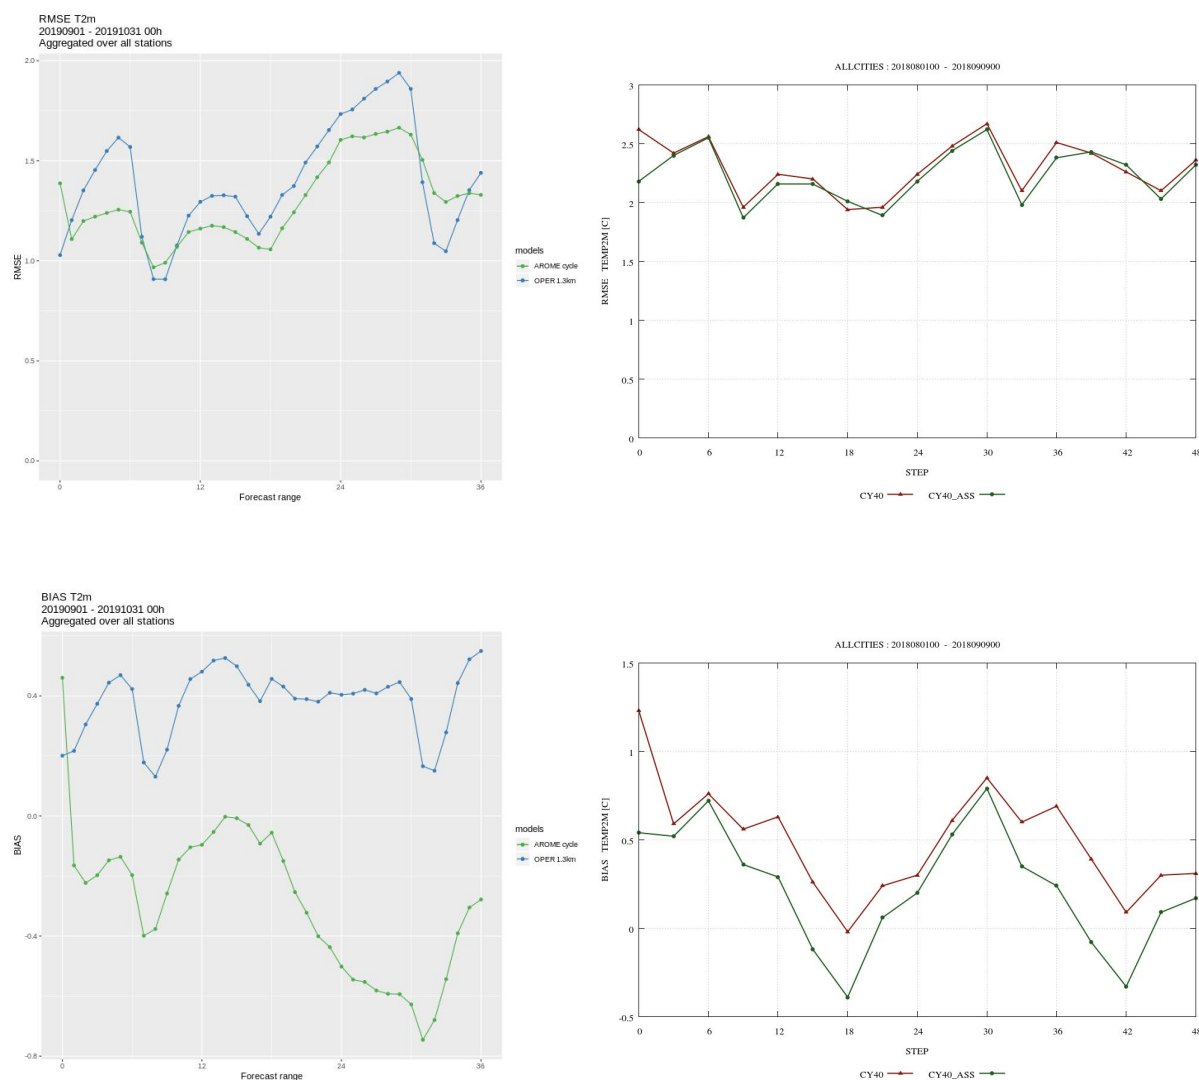 RMSE T2m
20190901 - 20191031 00h
Aggregated over all stations
2.0
1.5
1.0
0.5
0.0
RMSE
0
12
24
36
Forecast range
models
AROME cycle
OPER 1.3km
ALLCITIES : 2018080100 - 2018090900
3
2.5
2
1.5
1
0.5
0
RMSE TEMP2M [C]
0
6
12
18
24
30
36
42
48
STEP
CY40
CY40_ASS
BIAS T2m
20190901 - 20191031 00h
Aggregated over all stations
0.4
0.0
-0.4
-0.8
BIAS
0
12
24
36
Forecast range
models
AROME cycle
OPER 1.3km
ALLCITIES : 2018080100 - 2018090900
1.5
1
0.5
0
-0.5
BIAS TEMP2M [C]
0
6
12
18
24
30
36
42
48
STEP
CY40
CY40_ASS